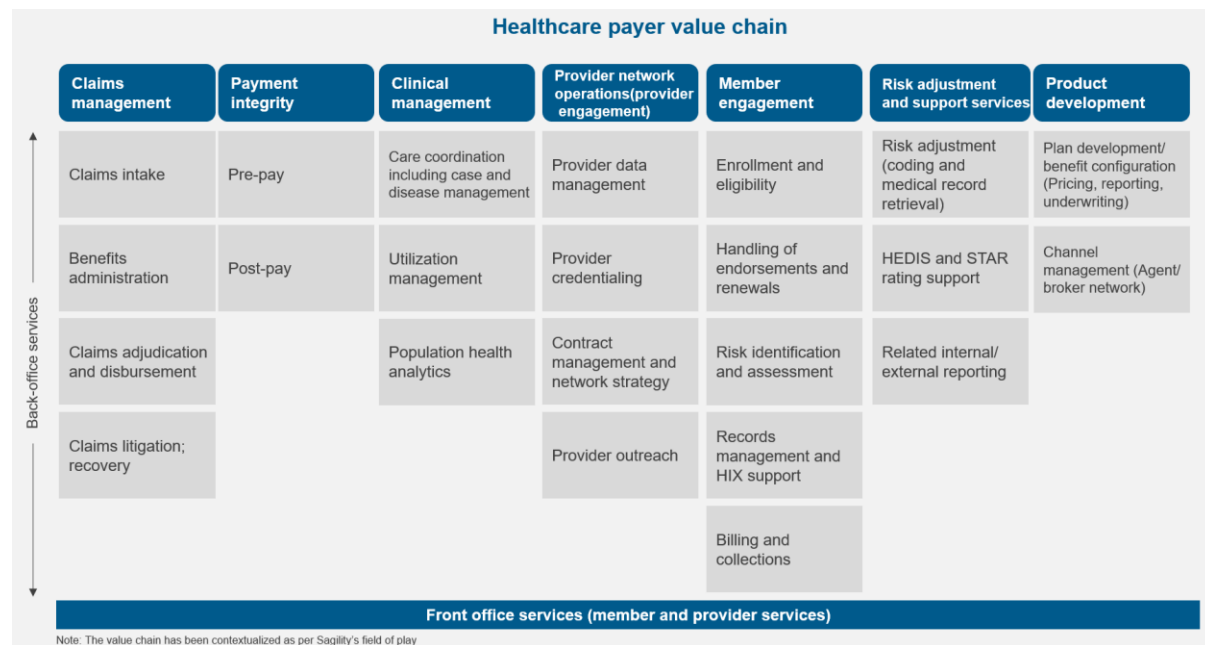 Healthcare payer value chain
Claims
management
Payment
integrity
Clinical
management
Provider network
operations(provider
engagement)
Member
engagement
Risk adjustment
and support services
Product
development
Back-office services
Claims intake
Pre-pay
Care coordination
including case and
disease management
Provider data
management
Enrollment and
eligibility
Risk adjustment
(coding and
medical record
retrieval)
Plan development/
benefit configuration
(Pricing, reporting,
underwriting)
Benefits
administration
Post-pay
Utilization
management
Provider
credentialing
Handling of
endorsements and
renewals
HEDIS and STAR
rating support
Channel
management (Agent/
broker network)
Claims adjudication
and disbursement
Population health
analytics
Contract
management and
network strategy
Risk identification
and assessment
Related internal/
external reporting
Claims litigation;
recovery
Provider outreach
Records
management and
HIX support
Billing and
collections
Front office services (member and provider services)
Note: The value chain has been contextualized as per Sagility's field of play